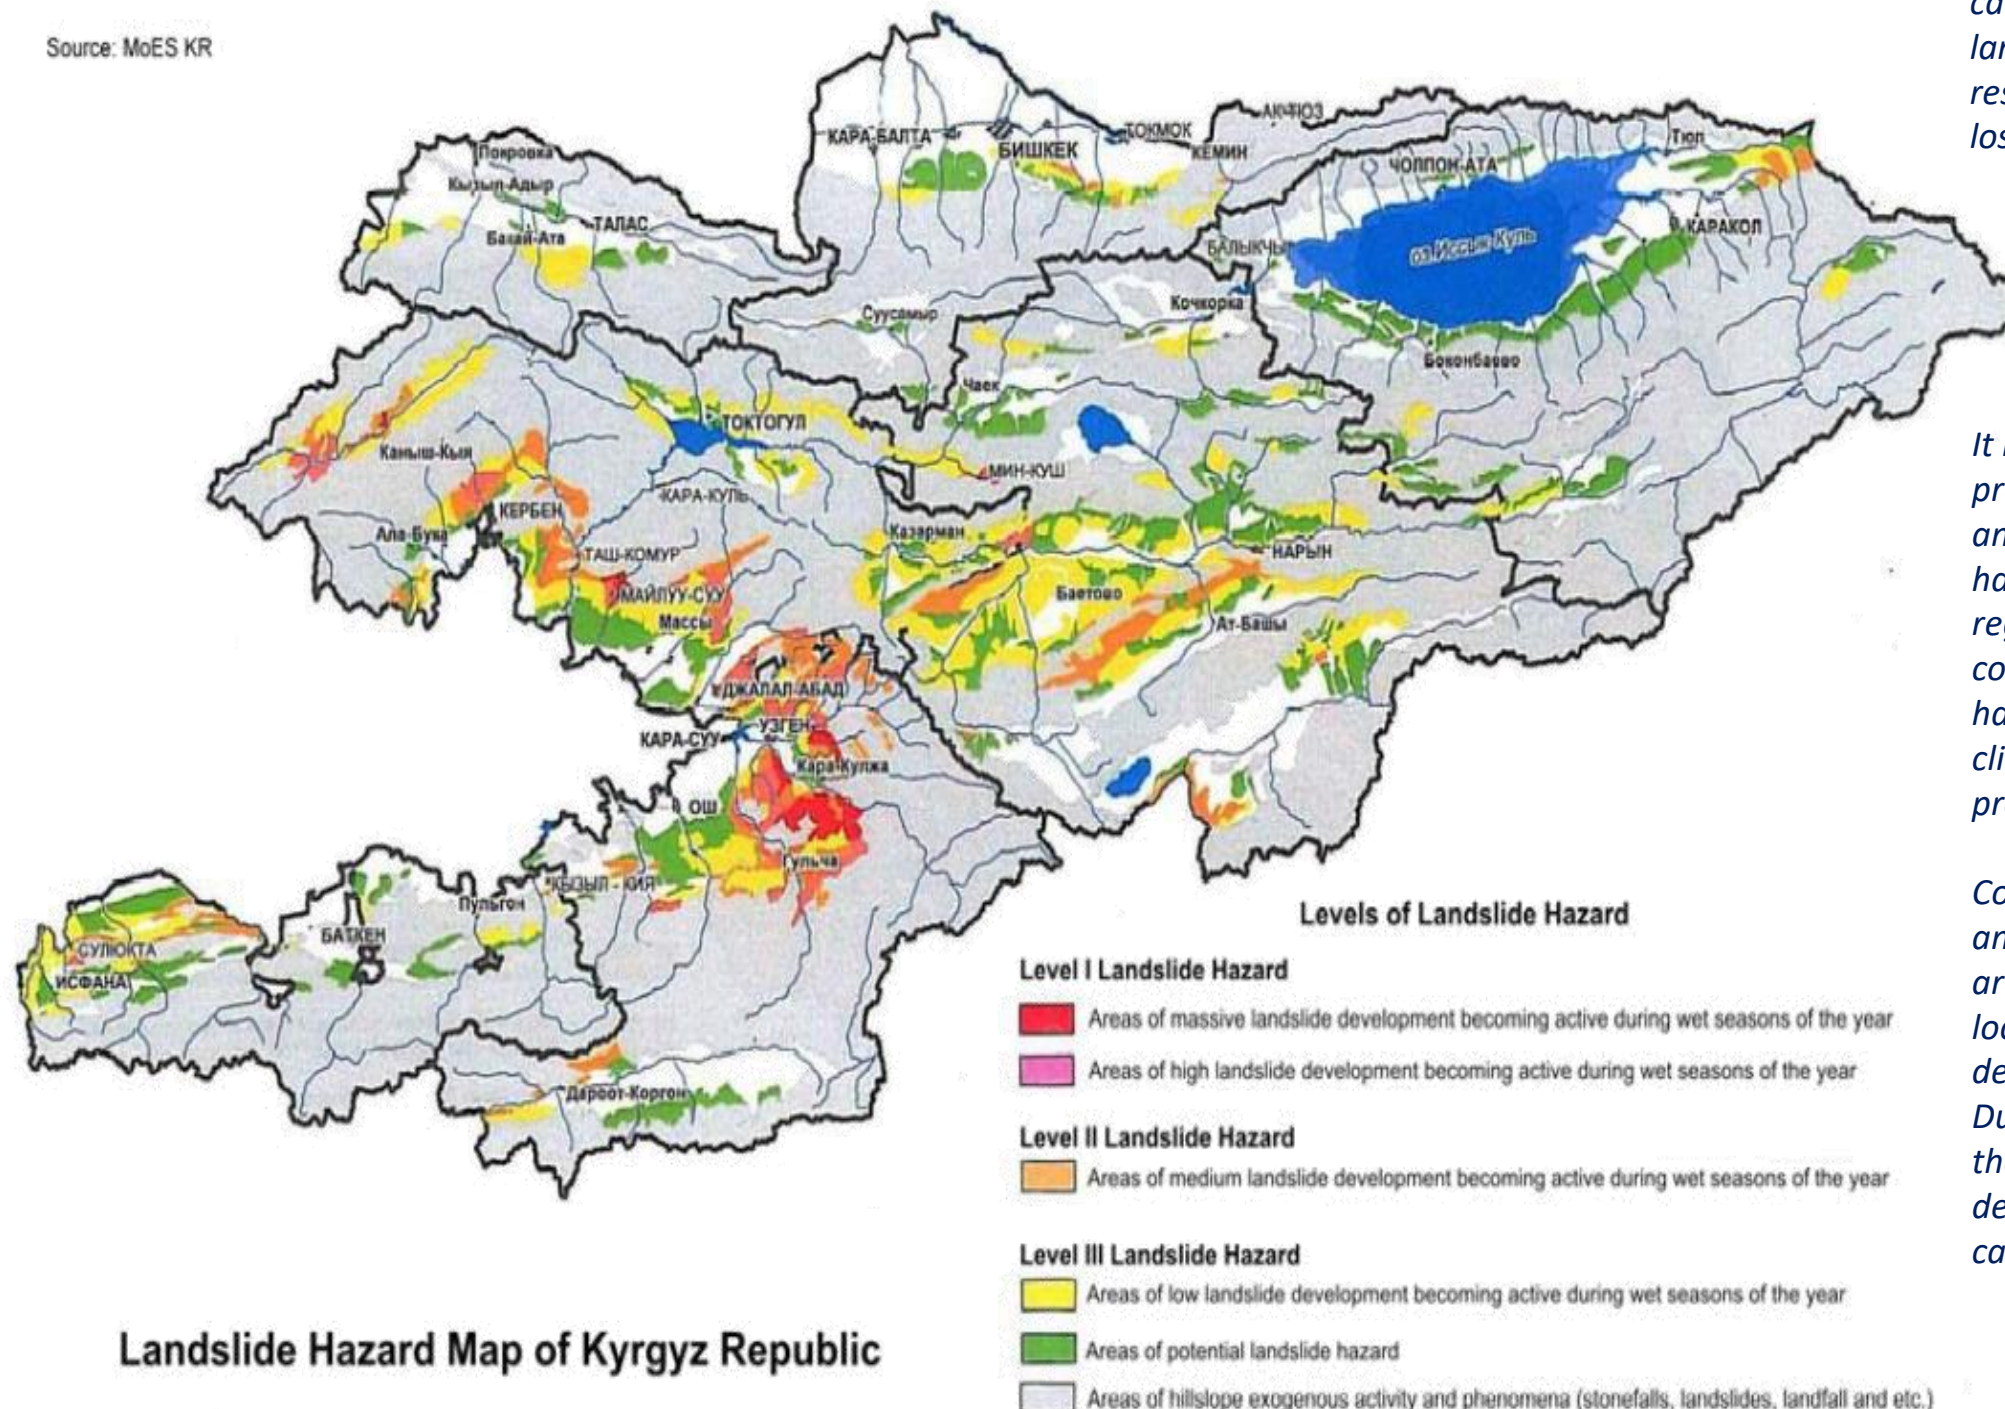 Source: MoES KR
АК-ТЮЗ
КАРА-БАЛТА
ТОКМОК
БИШКЕК
КЕМИН
Тюп
Покровка
ЧОЛПОН-АТА
Кызыл-Адыр
ТАЛАС
КАРАКОЛ
Бакай-Ата
БАЛЫКЧЫ
оз.Иссык-Куль
Кочкорка
Суусамыр
Боконбаево
Чаек
ТОКТОГУЛ
Каныш-Кыя
МИН-КУШ
КАРА-КУЛЬ
КЕРБЕН
Ала-Бука
Казарман
ТАШ-КОМУР
НАРЫН
МАЙЛУУ-СУУ
Баетово
Массы
Ат-Башы
ДЖАЛАЛ-АБАД
УЗГЕН
КАРА-СУУ
Кара-Кулжа
ОШ
Гульча
КЫЗЫЛ-КИЯ
Пульгон
БАТКЕН
СУЛЮКТА
ИСФАНА
Дароот-Коргон
Levels of Landslide Hazard
Level I Landslide Hazard
Areas of massive landslide development becoming active during wet seasons of the year
Areas of high landslide development becoming active during wet seasons of the year
Level II Landslide Hazard
Areas of medium landslide development becoming active during wet seasons of the year
Level III Landslide Hazard
Areas of low landslide development becoming active during wet seasons of the year
Areas of potential landslide hazard
Areas of hillslope exogenous activity and phenomena (stonefalls, landslides, landfall and etc.)
Landslide Hazard Map of Kyrgyz Republic